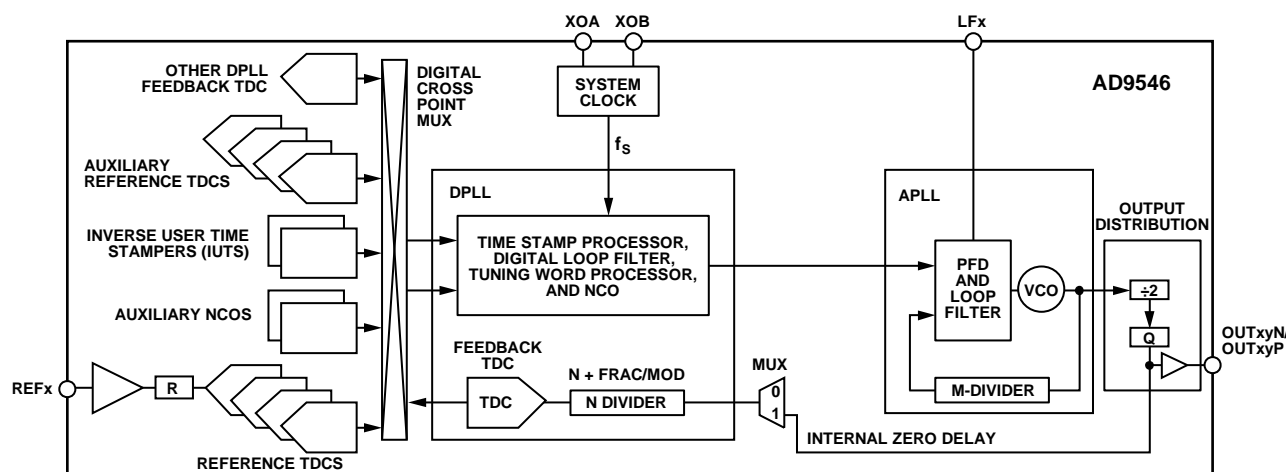 XOA XOB
LFx
AD9546
OTHER DPLL
FEEDBACK TDC
DIGITAL
CROSS
POINT
MUX
SYSTEM
CLOCK
fS
AUXILIARY
REFERENCE TDCS
INVERSE USER TIME
STAMPERS (IUTS)
AUXILIARY NCOS
REFx
R
REFERENCE TDCS
DPLL
TIME STAMP PROCESSOR,
DIGITAL LOOP FILTER,
TUNING WORD PROCESSOR,
AND NCO
FEEDBACK
TDC
TDC
N + FRAC/MOD
N DIVIDER
MUX
0
1
INTERNAL ZERO DELAY
APLL
PFD
AND
LOOP
FILTER
VCO
M-DIVIDER
OUTPUT
DISTRIBUTION
÷2
Q
OUTxyN/
OUTxyP